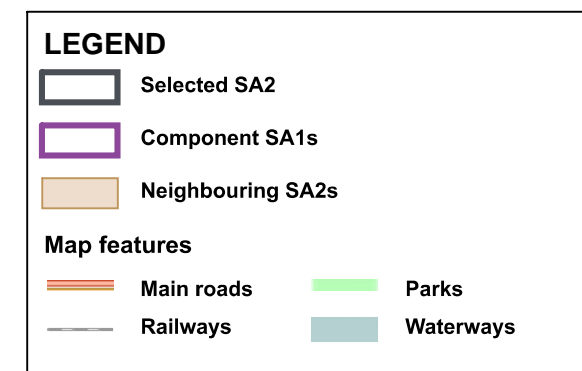 LEGEND
Selected SA2
Component SA1s
Neighbouring SA2s
Map features
Main roads
Parks
Railways
Waterways